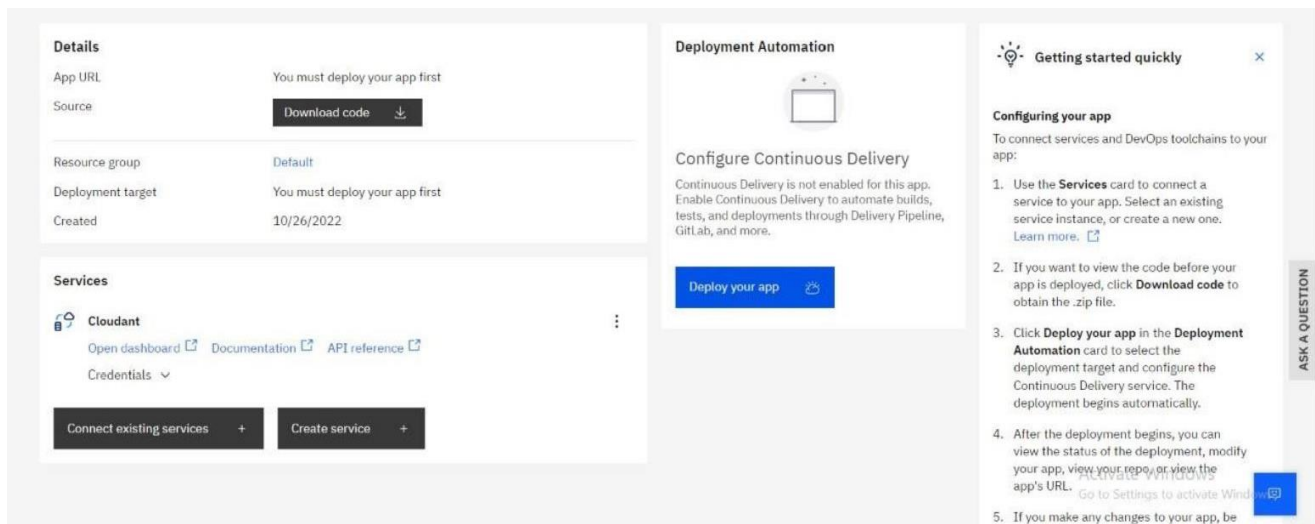 Details
App URL You must deploy your app first
Source Download code
Resource group Default
Deployment target You must deploy your app first
Created 10/26/2022
Services
Cloudant
Open dashboard Documentation API reference
Credentials
Connect existing services + Create service +
Deployment Automation
Configure Continuous Delivery
Continuous Delivery is not enabled for this app.
Enable Continuous Delivery to automate builds,
tests, and deployments through Delivery Pipeline,
GitLab, and more.
Deploy your app
Getting started quickly
Configuring your app
To connect services and DevOps toolchains to your
app:
1. Use the Services card to connect a
service to your app. Select an existing
service instance, or create a new one.
Learn more.
2. If you want to view the code before your
app is deployed, click Download code to
obtain the .zip file.
3. Click Deploy your app in the Deployment
Automation card to select the
deployment target and configure the
Continuous Delivery service. The
deployment begins automatically.
4. After the deployment begins, you can
view the status of the deployment, modify
your app, view your repo, or view the
app's URL.
Activate Windows
Go to Settings to activate Windows
5. If you make any changes to your app, be
ASK A QUESTION